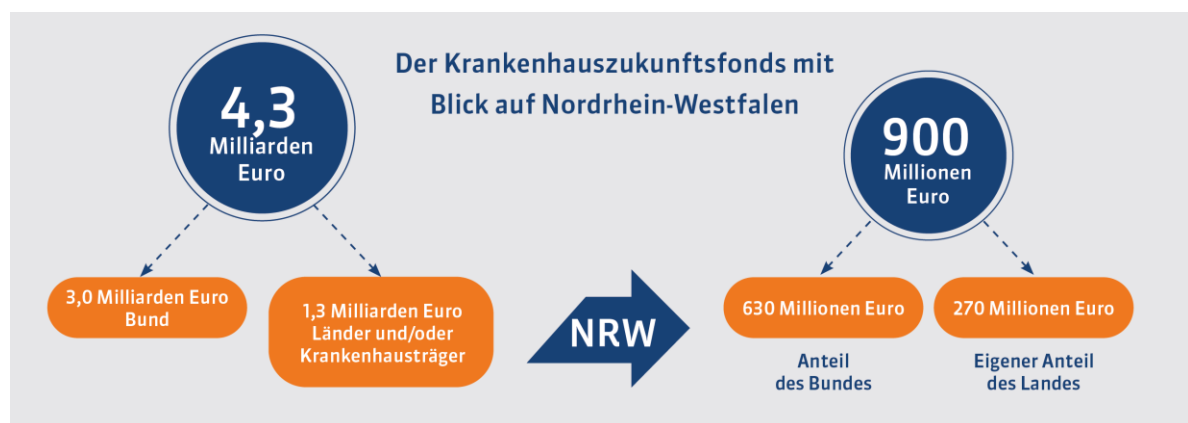 Der Krankenhauszukunftsfonds mit
Blick auf Nordrhein-Westfalen
4,3
Milliarden
Euro
3,0 Milliarden Euro
Bund
1,3 Milliarden Euro
Länder und/oder
Krankenhausträger
NRW
900
Millionen
Euro
630 Millionen Euro
Anteil
des Bundes
270 Millionen Euro
Eigener Anteil
des Landes